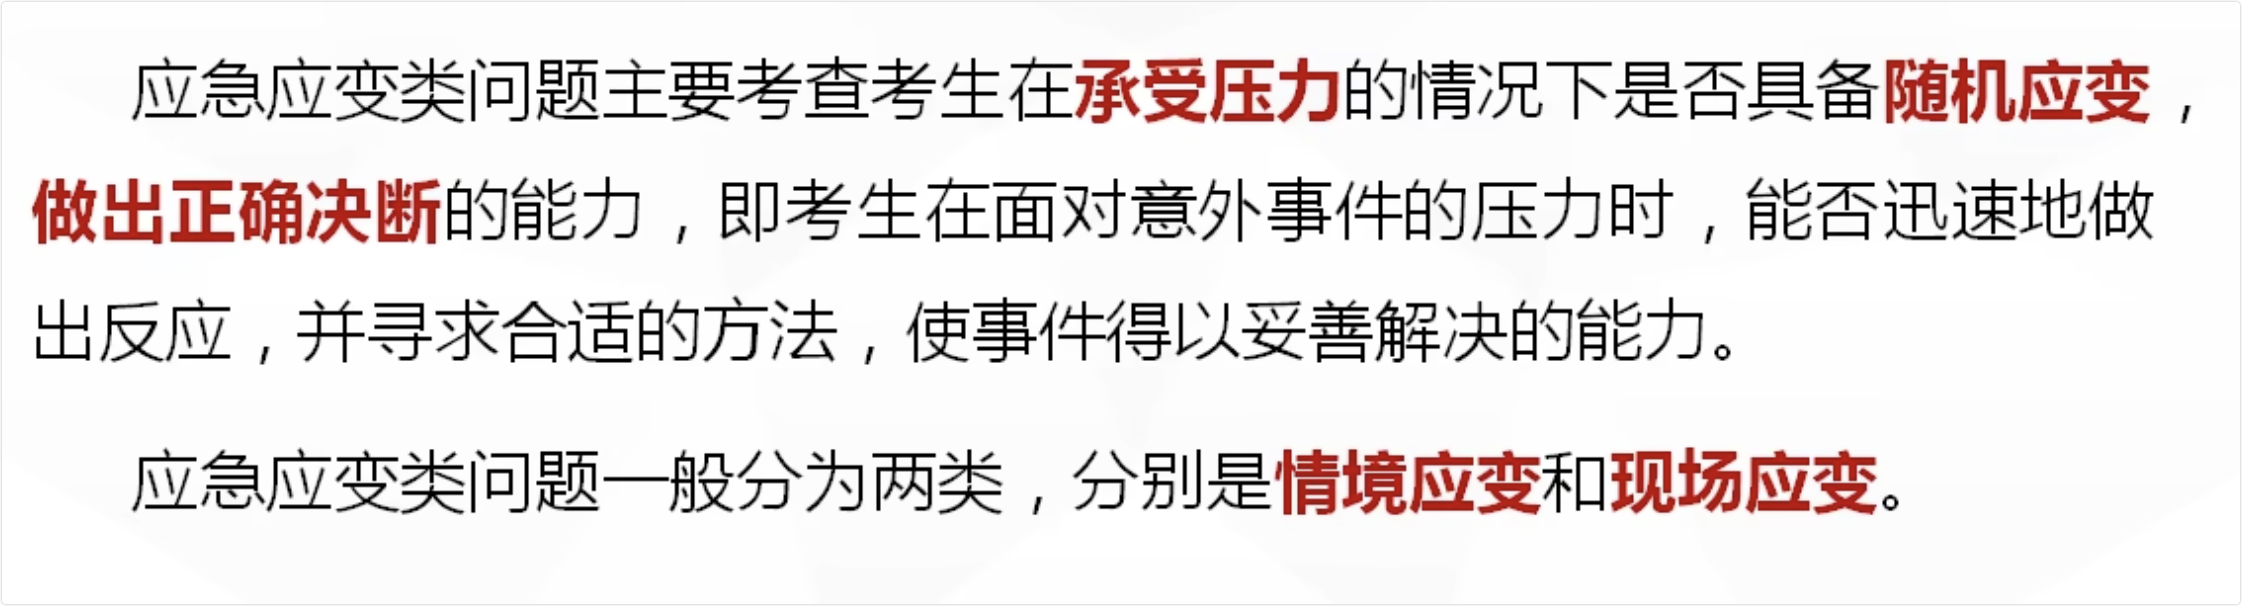 应急应变类问题主要考查考生在承受压力的情况下是否具备随机应变，
做出正确决断的能力，即考生在面对意外事件的压力时，能否迅速地做
出反应，并寻求合适的方法，使事件得以妥善解决的能力。
应急应变类问题一般分为两类，分别是情境应变和现场应变。